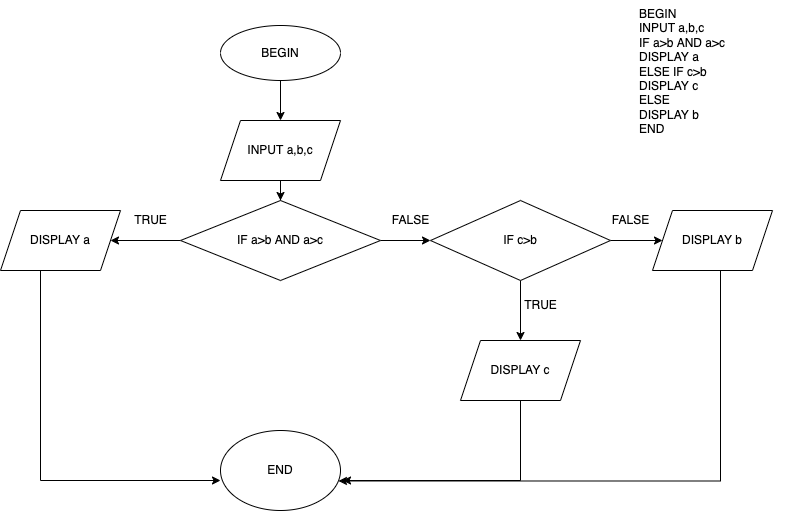 BEGIN
INPUT a,b,c
IF a>b AND a>c
DISPLAY a
ELSE IF c>b
DISPLAY c
ELSE
DISPLAY b
END
BEGIN
INPUT a,b,c
TRUE
FALSE
FALSE
DISPLAY a
IF a>b AND a>c
IF c>b
DISPLAY b
TRUE
DISPLAY c
END